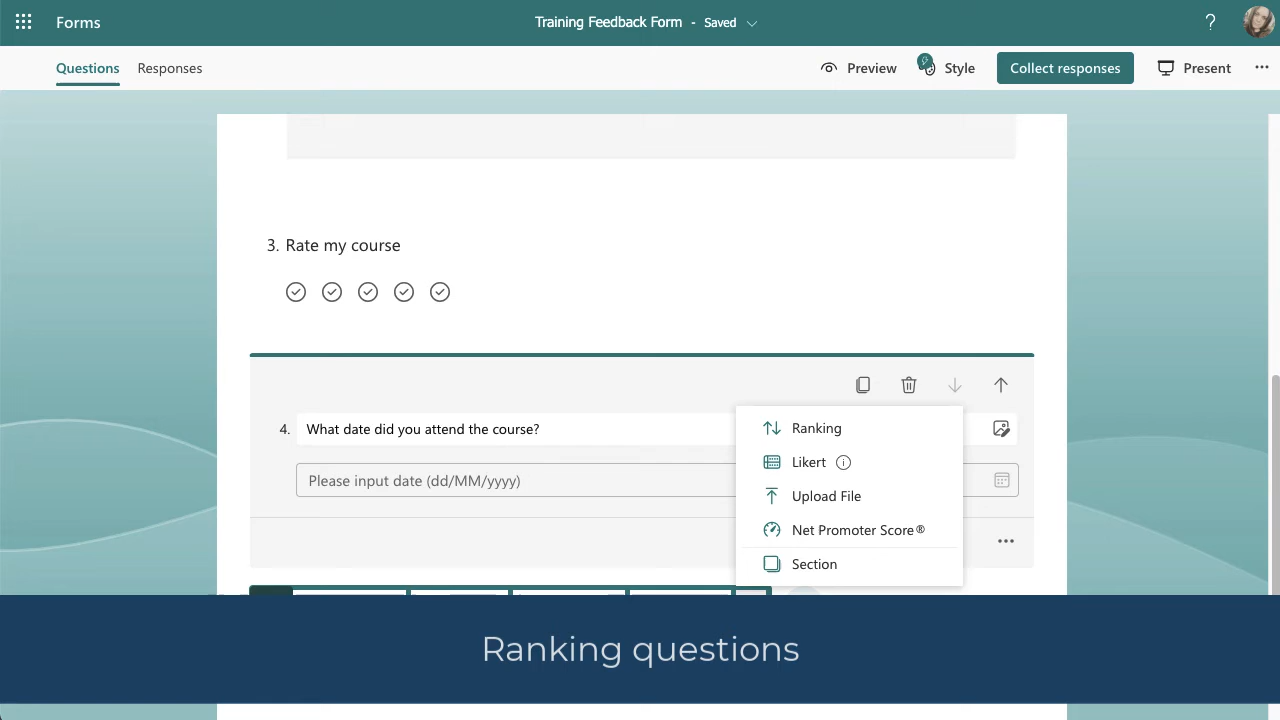 Forms
Training Feedback Form - Saved
?
Questions
Responses
Preview
Style
Collect responses
Present
3. Rate my course
4. What date did you attend the course?
Please input date (dd/MM/yyyy)
Ranking
Likert
Upload File
Net Promoter Score®
Section
Ranking questions